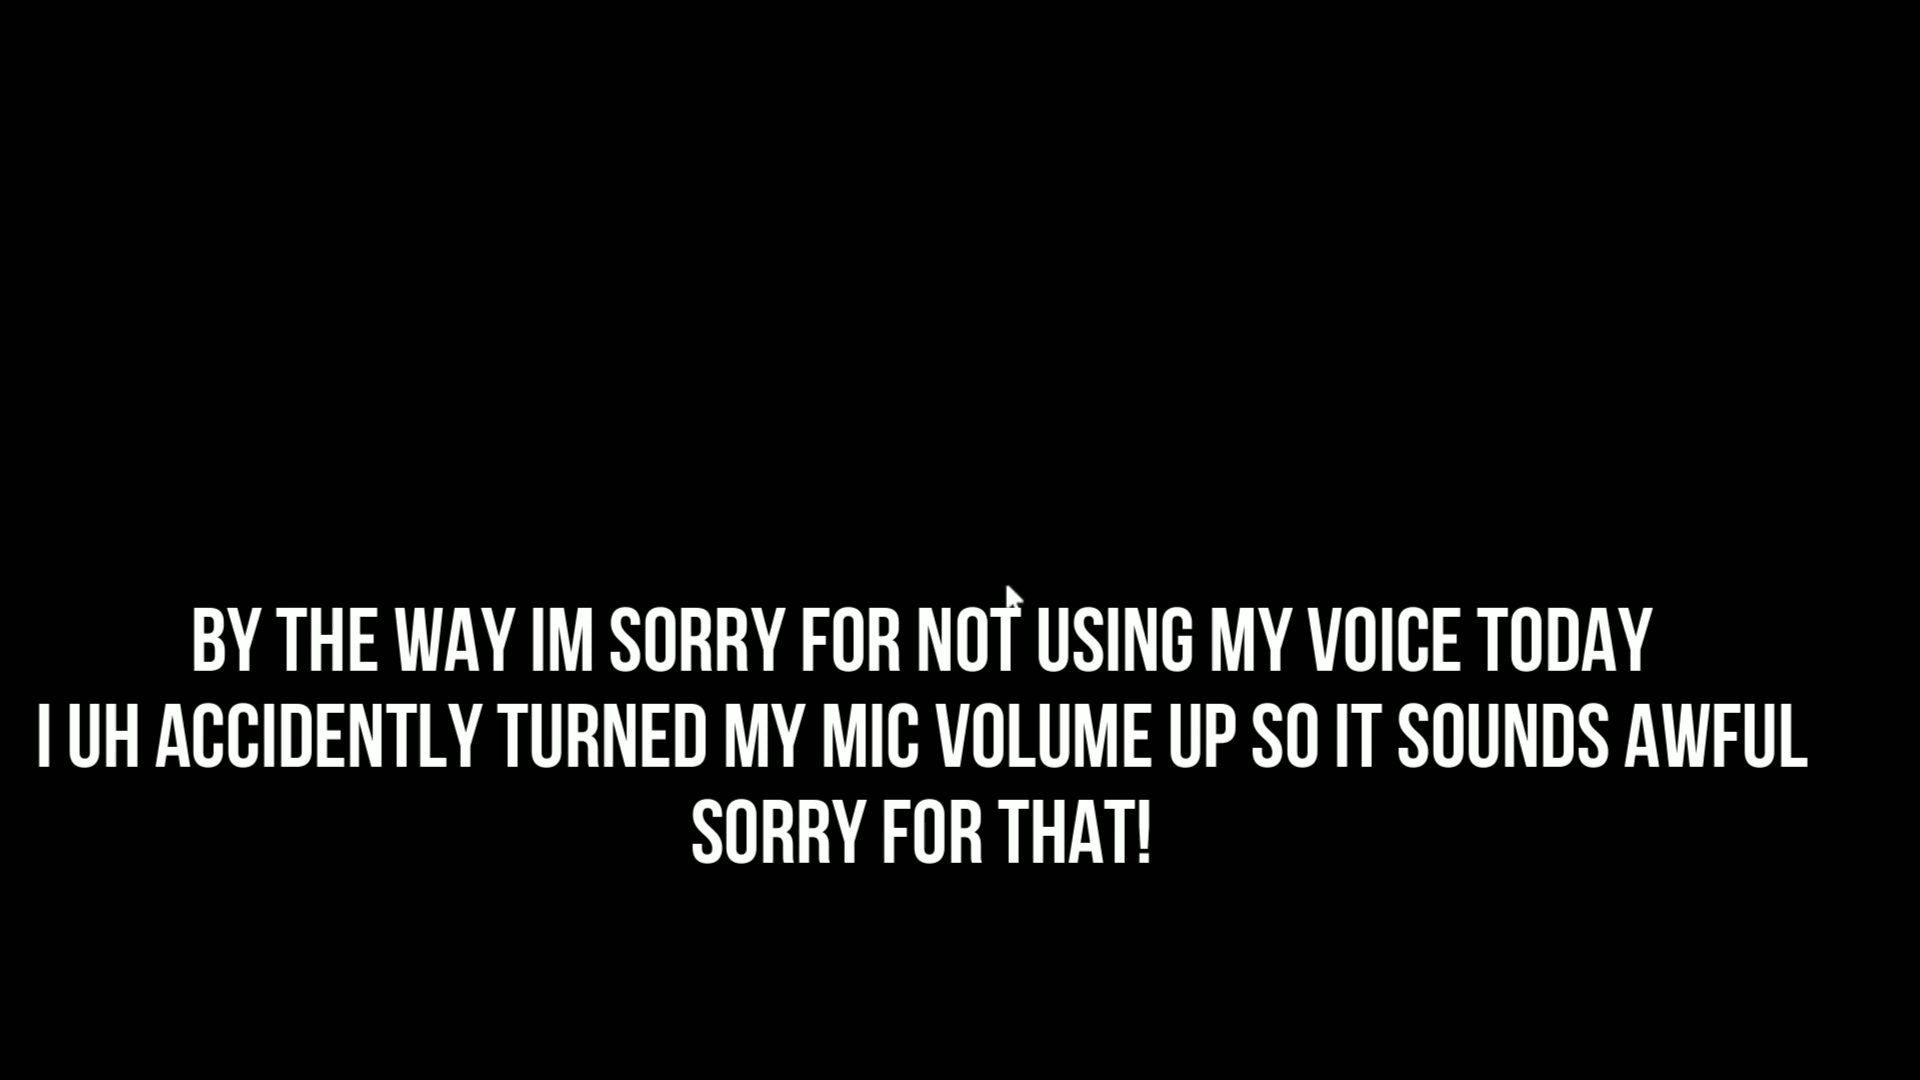 BY THE WAY IM SORRY FOR NOT USING MY VOICE TODAY
I UH ACCIDENTLY TURNED MY MIC VOLUME UP SO IT SOUNDS AWFUL
SORRY FOR THAT!